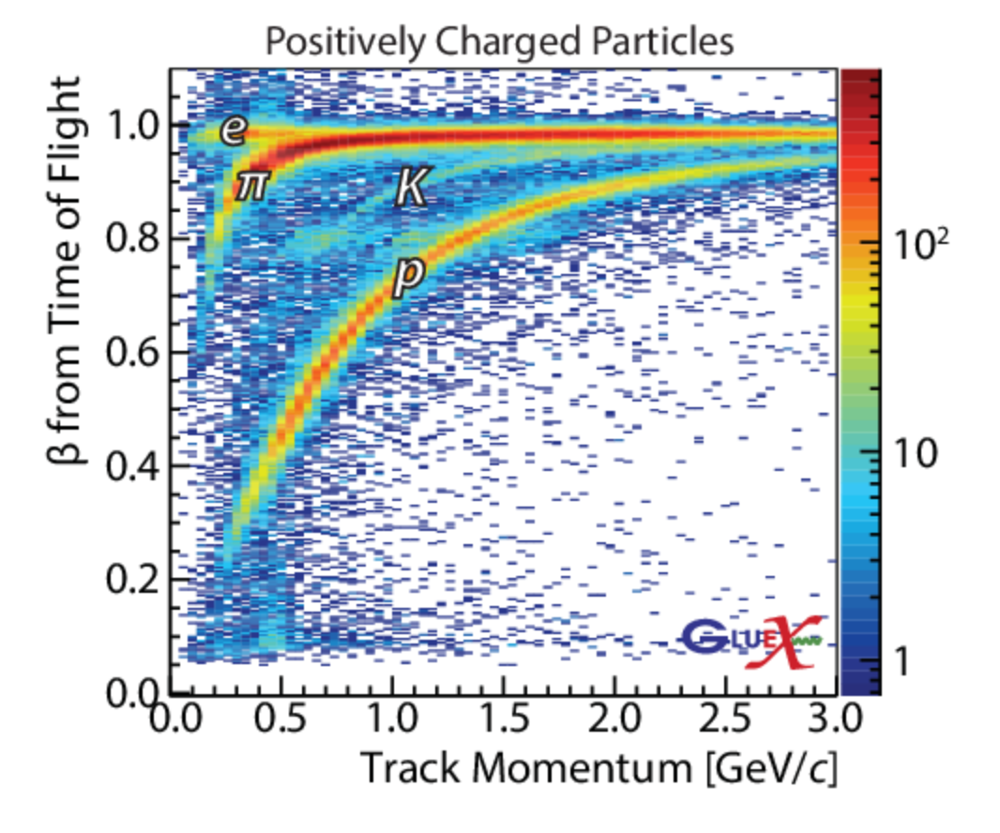 Positively Charged Particles
β from Time of Flight
1.0
0.8
0.6
0.4
0.2
0.0
e
π
K
p
GLUEX
0.0 0.5 1.0 1.5 2.0 2.5 3.0
Track Momentum [GeV/c]
10²
10
1